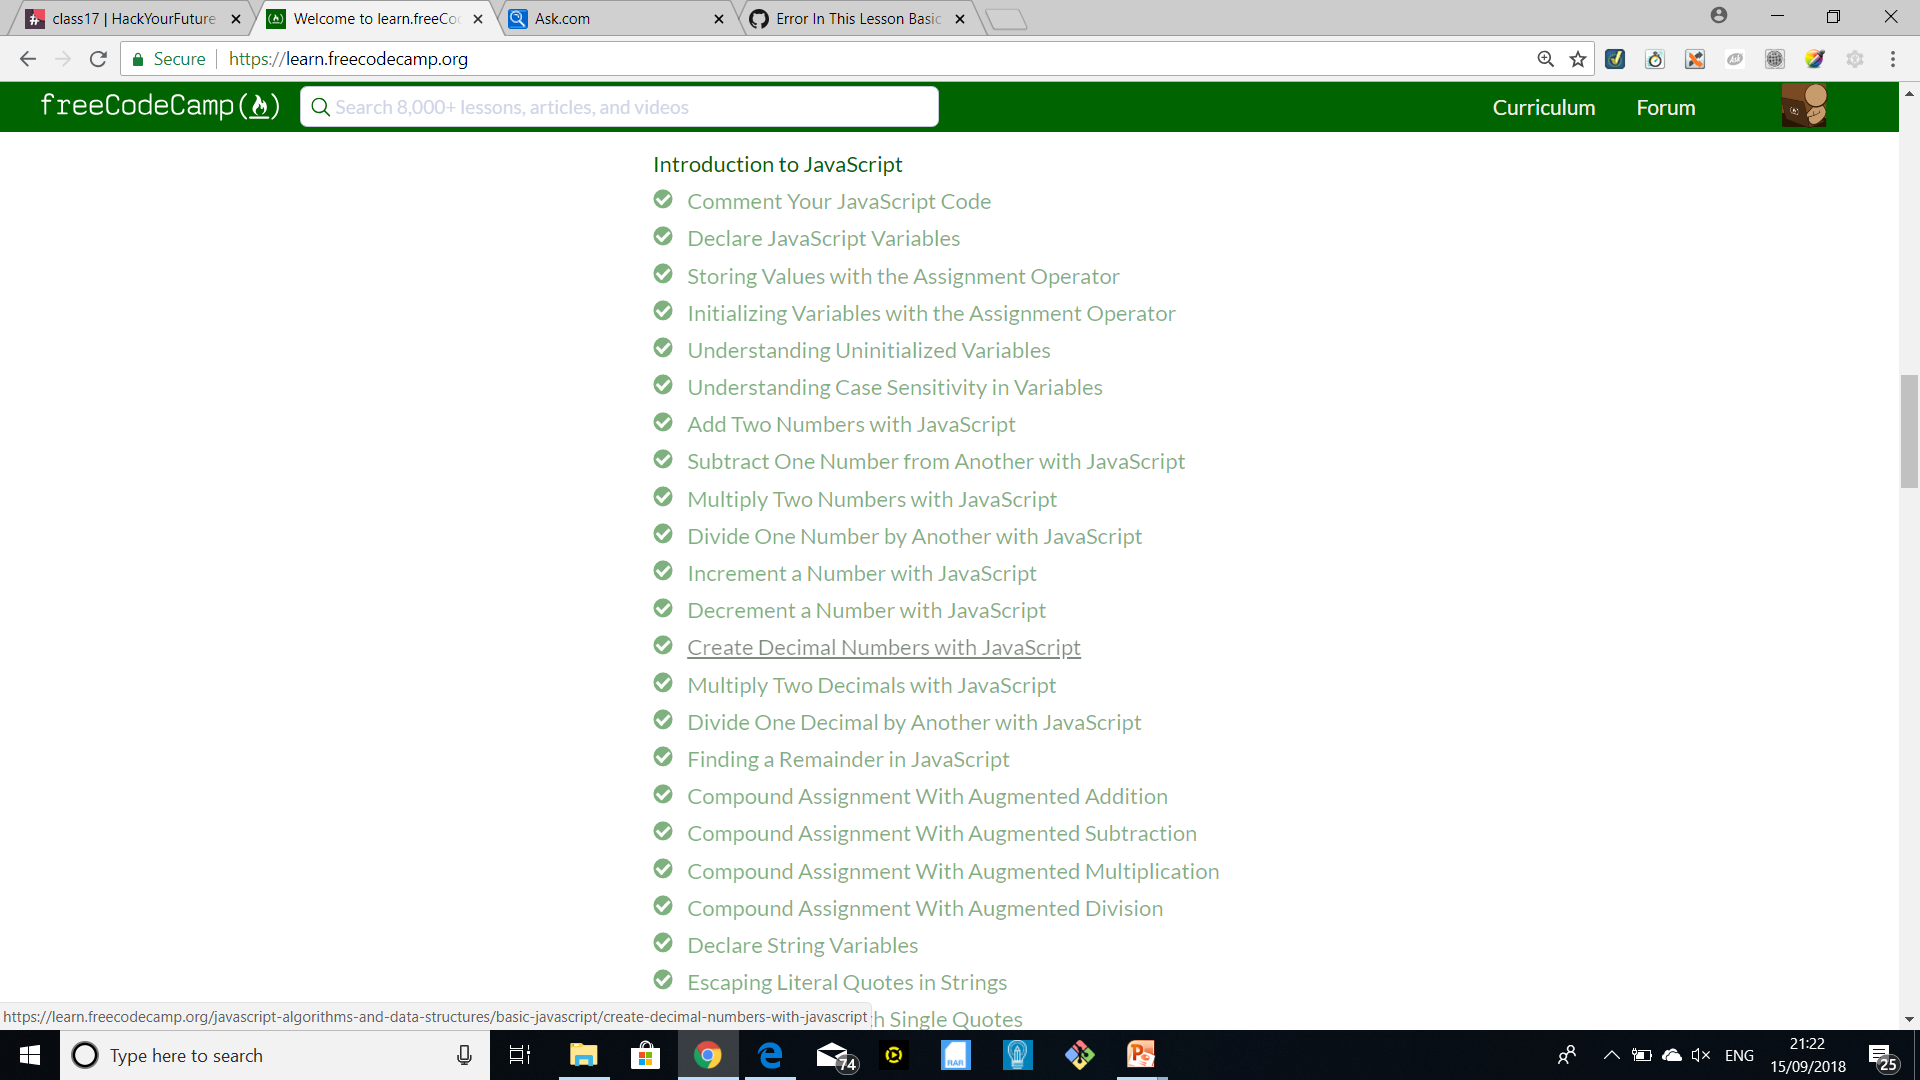 class17 | HackYourFuture
Welcome to learn.freeCo
Ask.com
Error In This Lesson Basic
Secure
https://learn.freecodecamp.org
freeCodeCamp
Search 8,000+ lessons, articles, and videos
Curriculum
Forum
Introduction to JavaScript
Comment Your JavaScript Code
Declare JavaScript Variables
Storing Values with the Assignment Operator
Initializing Variables with the Assignment Operator
Understanding Uninitialized Variables
Understanding Case Sensitivity in Variables
Add Two Numbers with JavaScript
Subtract One Number from Another with JavaScript
Multiply Two Numbers with JavaScript
Divide One Number by Another with JavaScript
Increment a Number with JavaScript
Decrement a Number with JavaScript
Create Decimal Numbers with JavaScript
Multiply Two Decimals with JavaScript
Divide One Decimal by Another with JavaScript
Finding a Remainder in JavaScript
Compound Assignment With Augmented Addition
Compound Assignment With Augmented Subtraction
Compound Assignment With Augmented Multiplication
Compound Assignment With Augmented Division
Declare String Variables
Escaping Literal Quotes in Strings
h Single Quotes
https://learn.freecodecamp.org/javascript-algorithms-and-data-structures/basic-javascript/create-decimal-numbers-with-javascript
Type here to search
74
RAR
ENG
21:22
15/09/2018
25